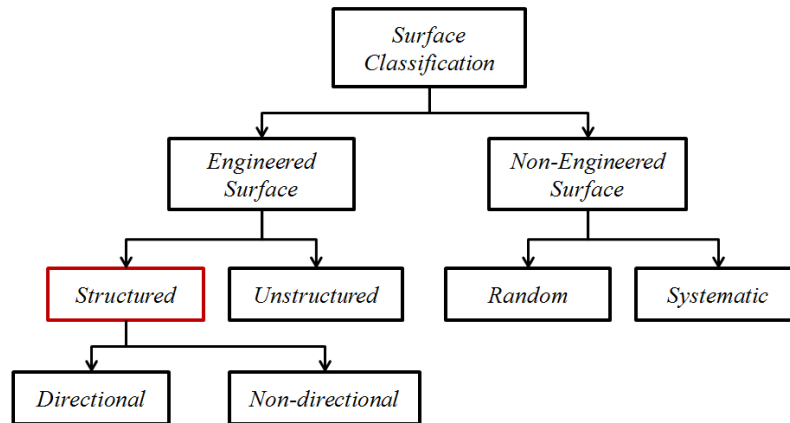 Surface
Classification
Engineered
Surface
Non-Engineered
Surface
Structured
Unstructured
Random
Systematic
Directional
Non-directional